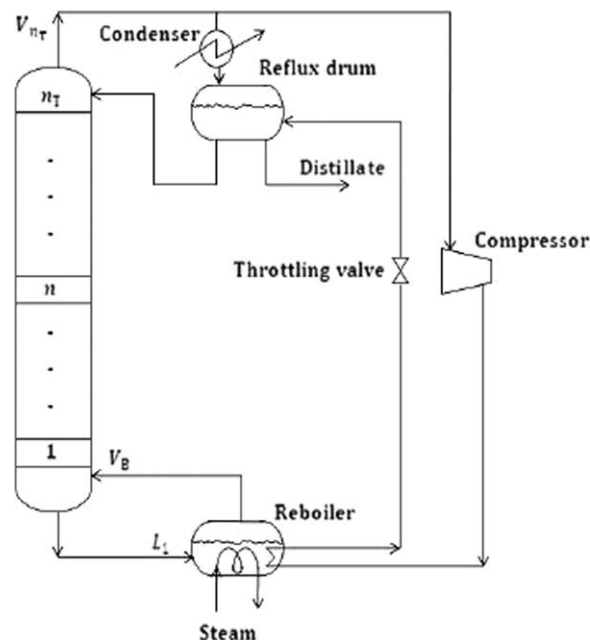 V_{n_T}
Condenser
Reflux drum
n_T
Distillate
Compressor
Throttling valve
n
1
V_B
Reboiler
L_1
Steam